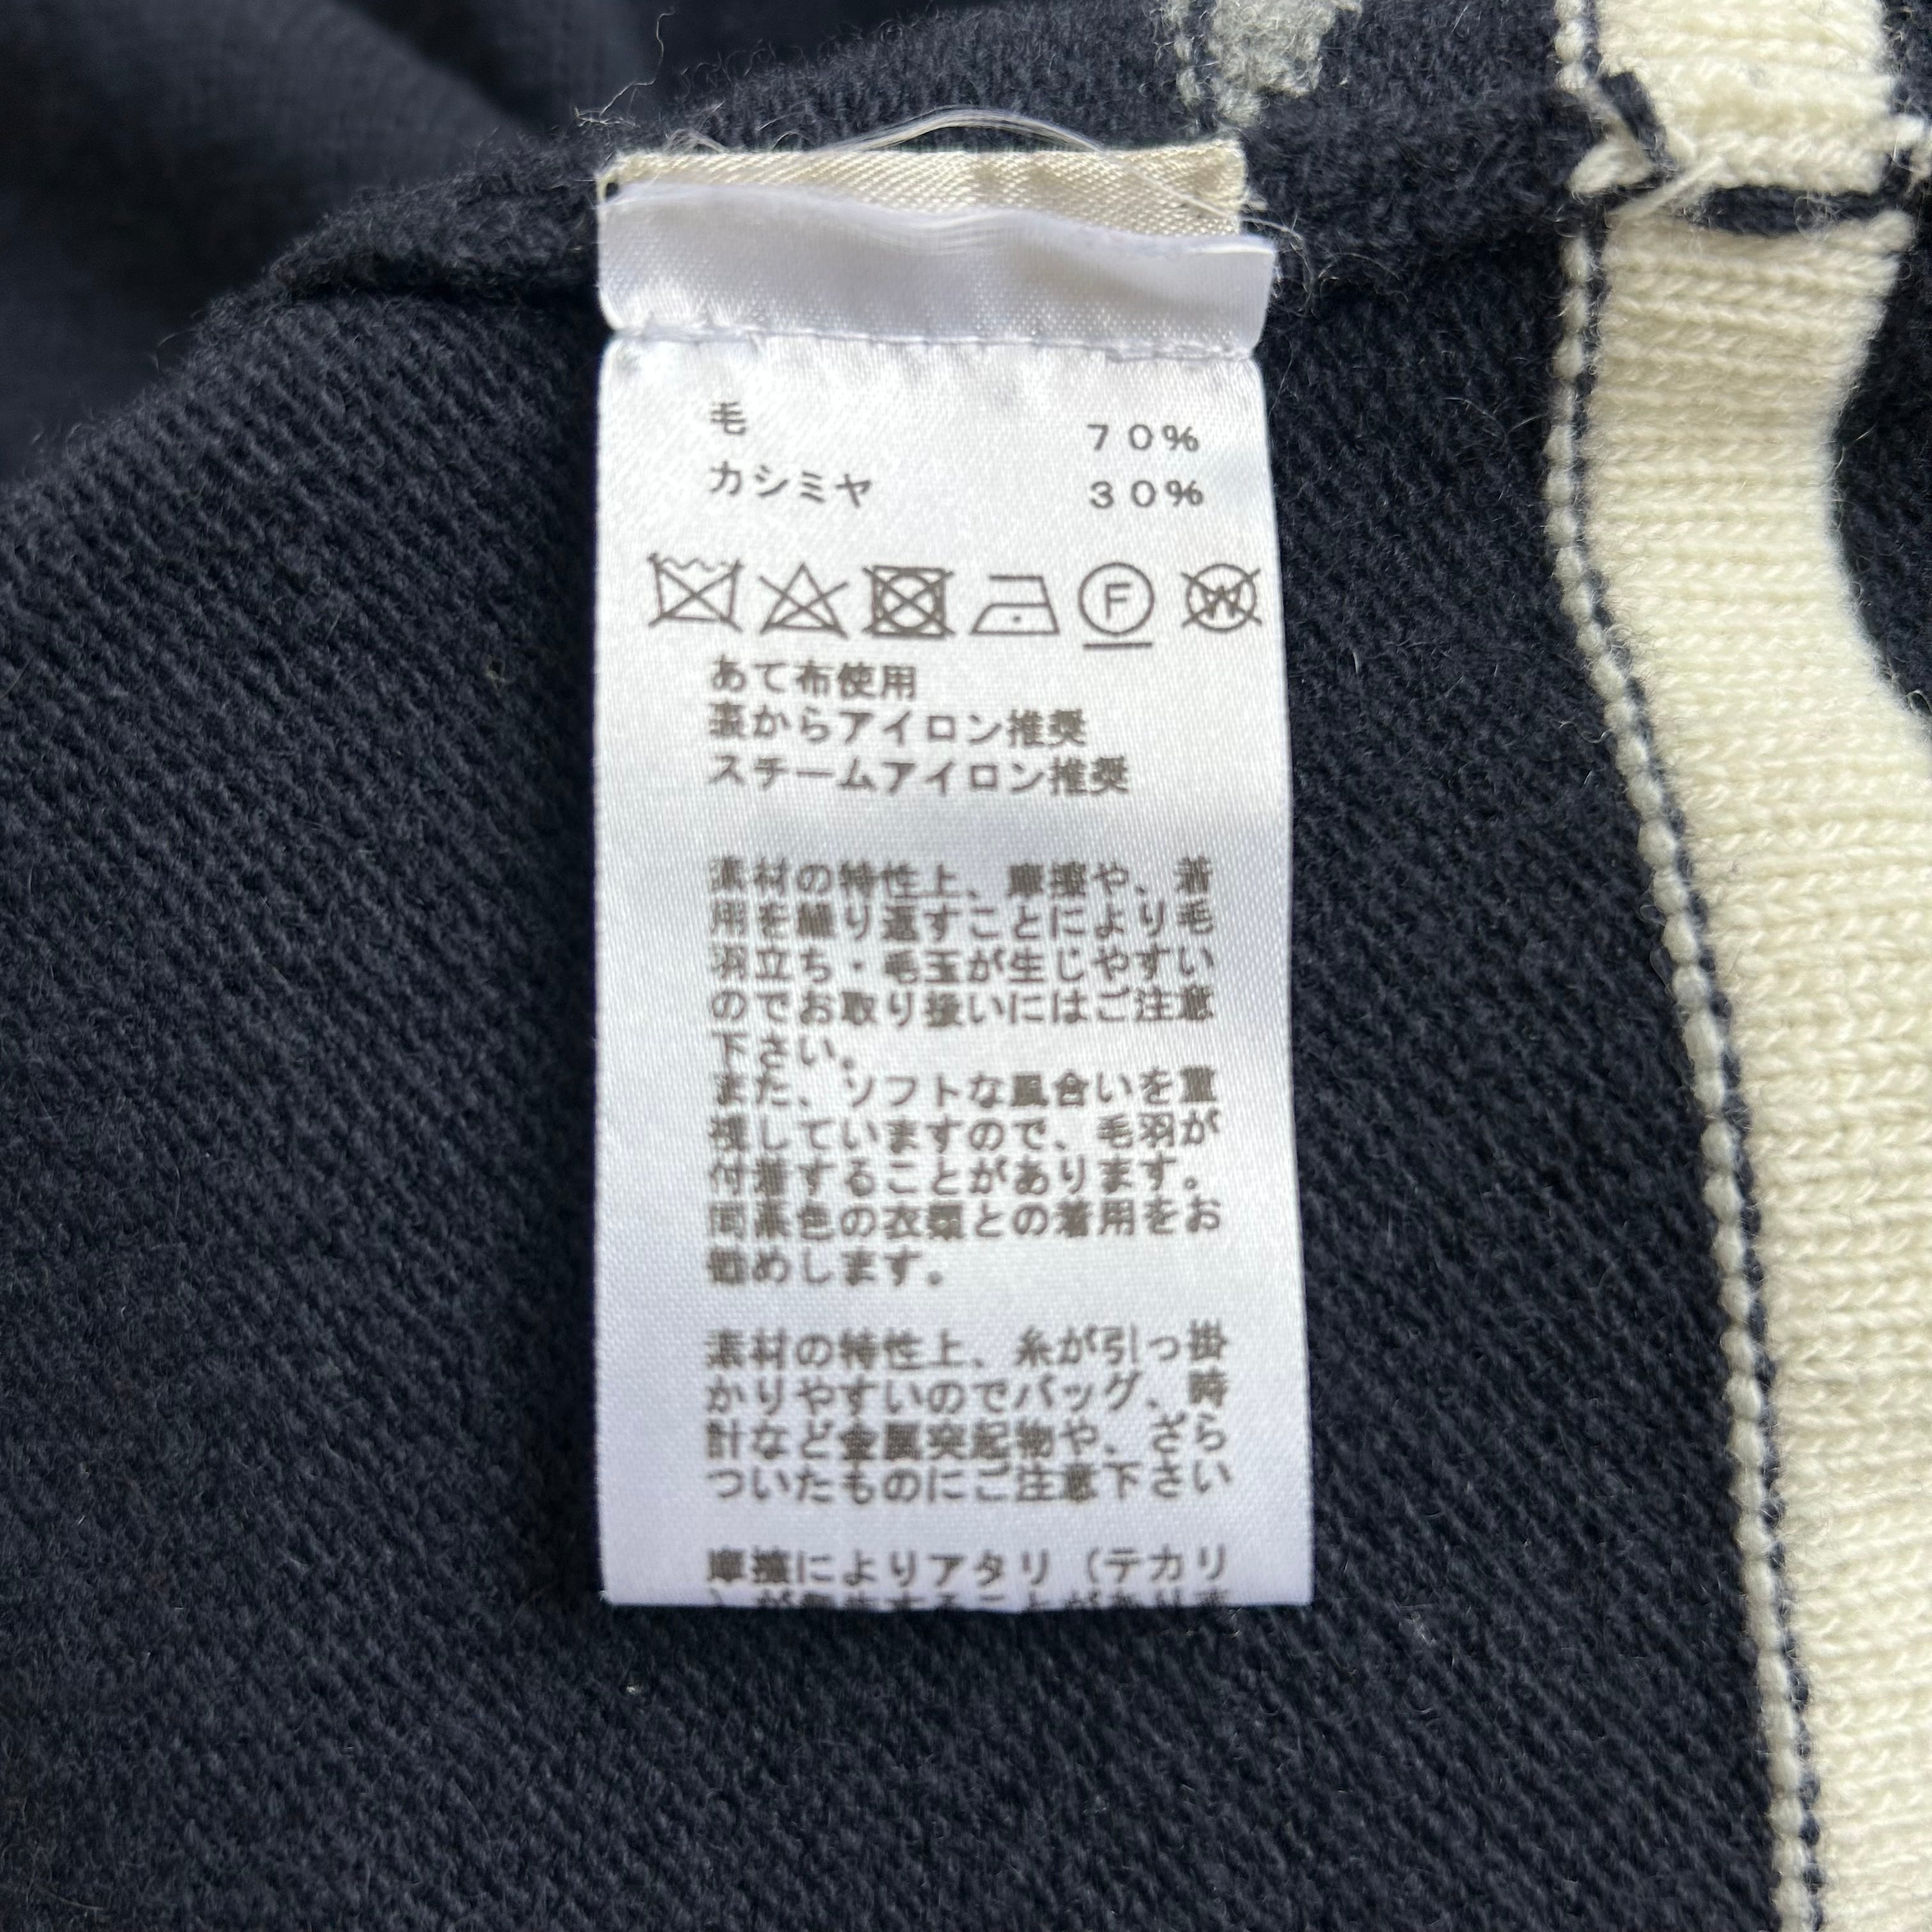 毛 70%
カシミヤ 30%
F W
あて布使用
裏からアイロン推奨
スチームアイロン推奨
素材の特性上、摩擦や、着
用を繰り返すことにより毛
羽立ち・毛玉が生じやすい
のでお取り扱いにはご注意
下さい。
また、ソフトな風合いを重
視していますので、毛羽が
付着することがあります。
同系色の衣類との着用をお
勧めします。
素材の特性上、糸が引っ掛
かりやすいのでバッグ、時
計など金属突起物や、ざら
ついたものにご注意下さい
摩擦によりアタリ（テカリ